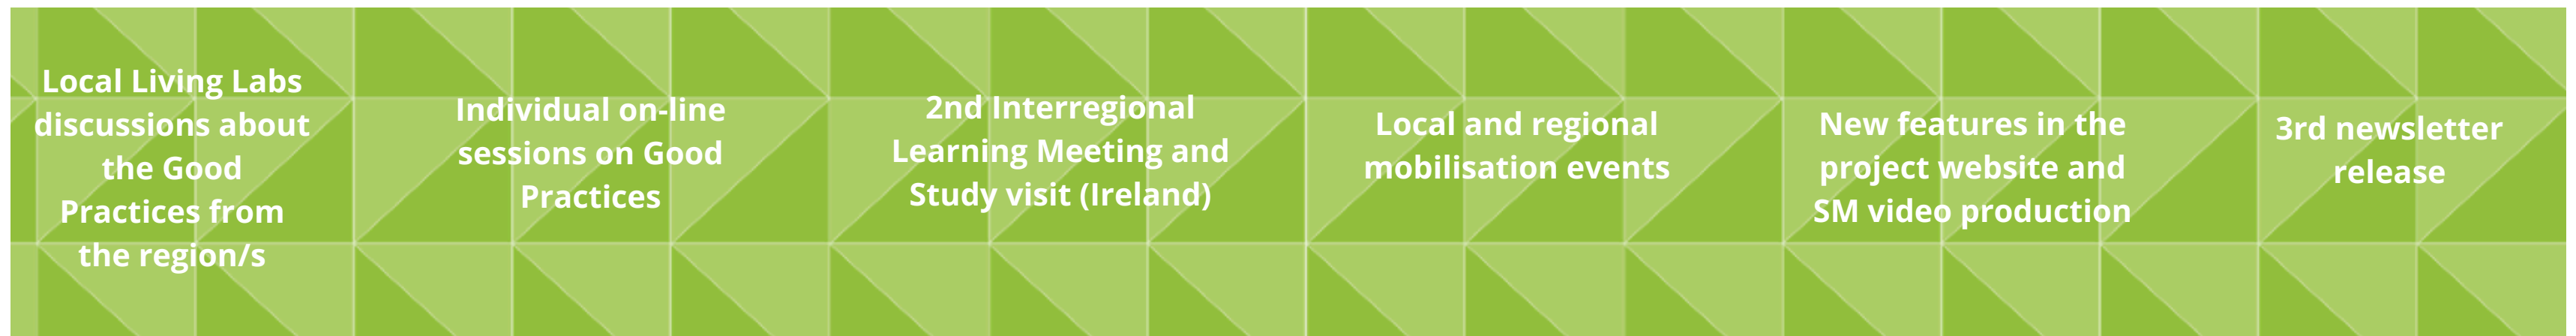 Local Living Labs
discussions about
the Good
Practices from
the region/s
Individual on-line
sessions on Good
Practices
2nd Interregional
Learning Meeting and
Study visit (Ireland)
Local and regional
mobilisation events
New features in the
project website and
SM video production
3rd newsletter
release